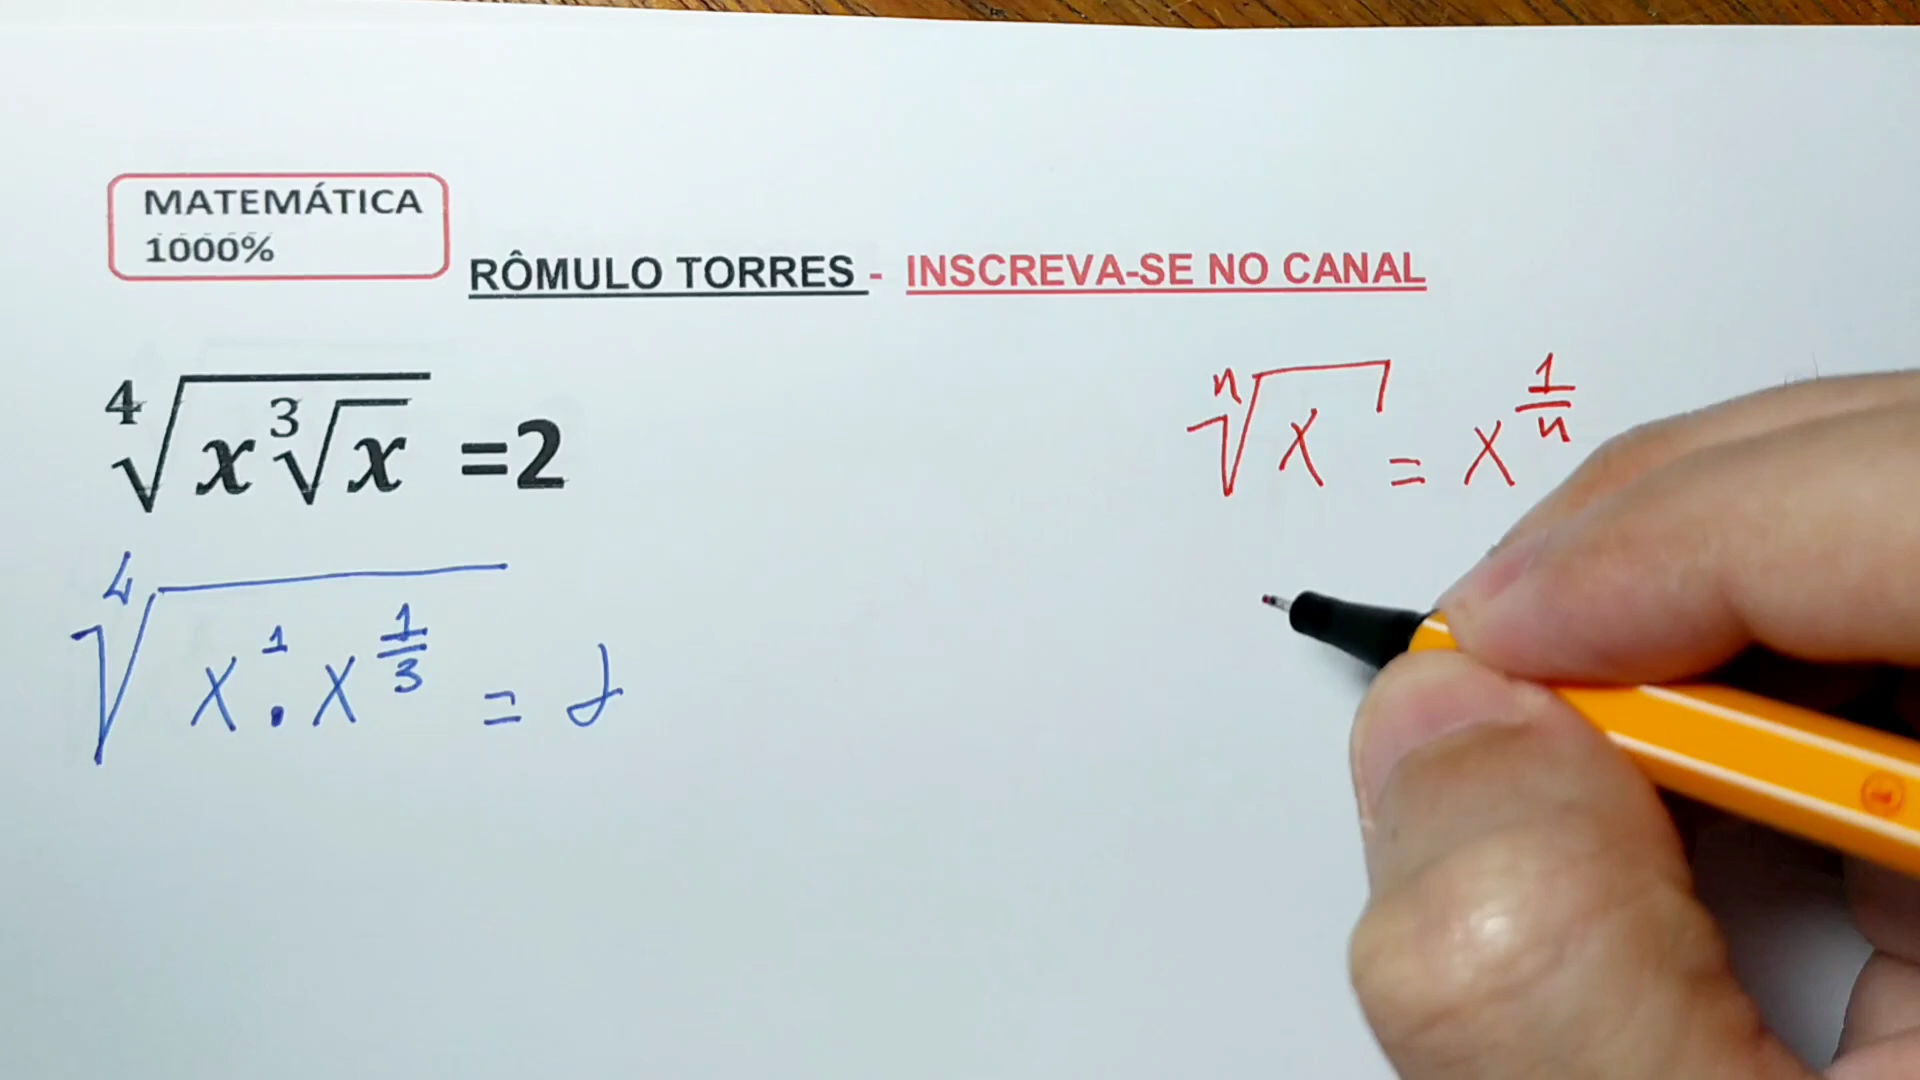 MATEMÁTICA
1000%
RÔMULO TORRES - INSCREVA-SE NO CANAL
⁴√(x ³√x) =2
ⁿ√x = x^(1/n)
⁴√(x¹ · x^(1/3)) = 2